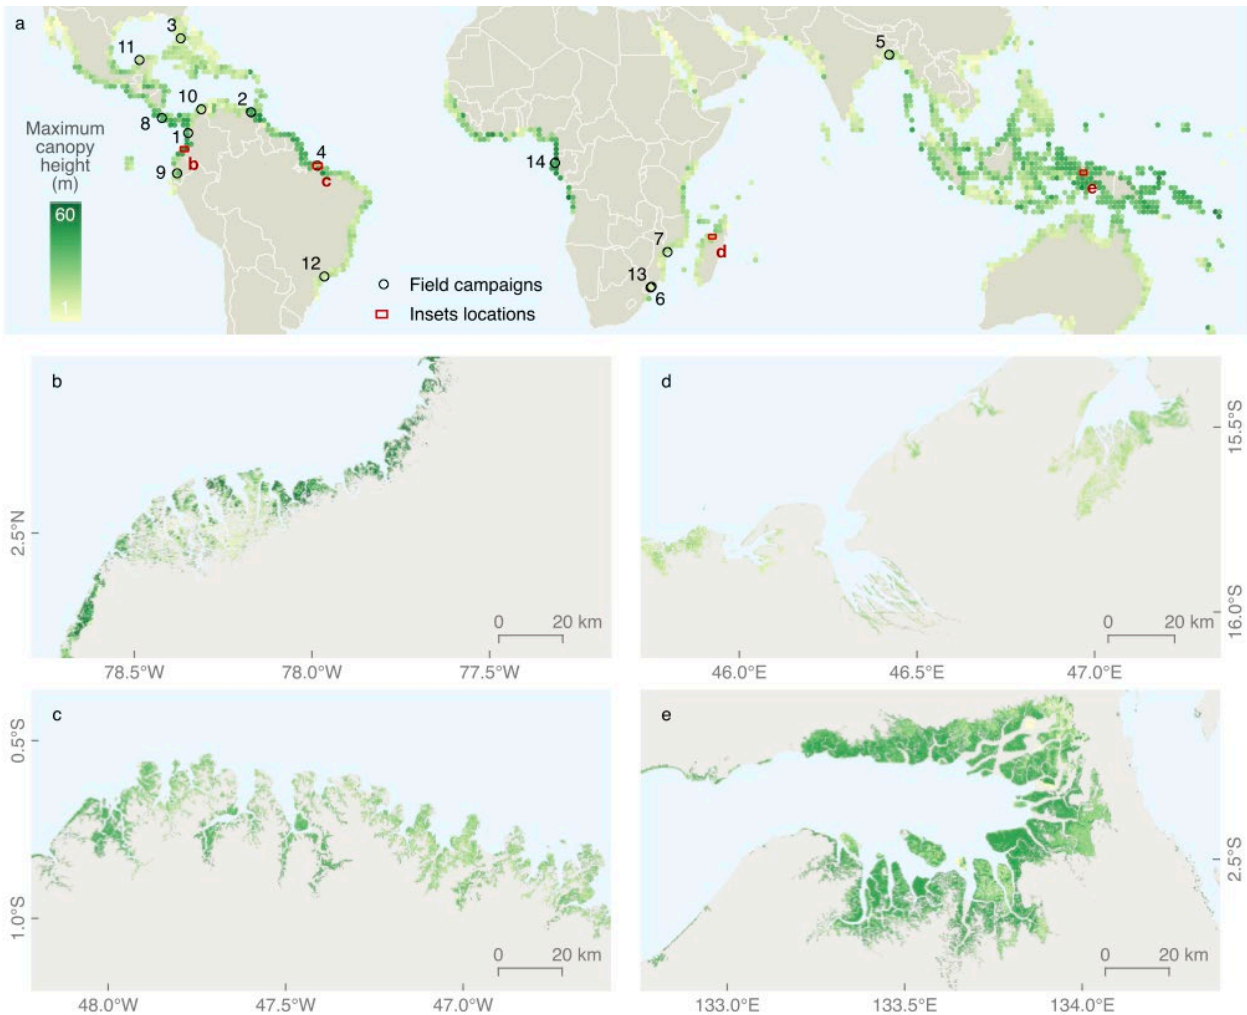 a
3
11
5
10
2
8
1
4
14
b
9
c
e
7
d
12
13
6
Maximum
canopy
height
(m)
60
1
Field campaigns
Insets locations
b
2.5°N
0 20 km
78.5°W 78.0°W 77.5°W
d
15.5°S
16.0°S
0 20 km
46.0°E 46.5°E 47.0°E
c
0.5°S
1.0°S
0 20 km
48.0°W 47.5°W 47.0°W
e
2.5°S
0 20 km
133.0°E 133.5°E 134.0°E